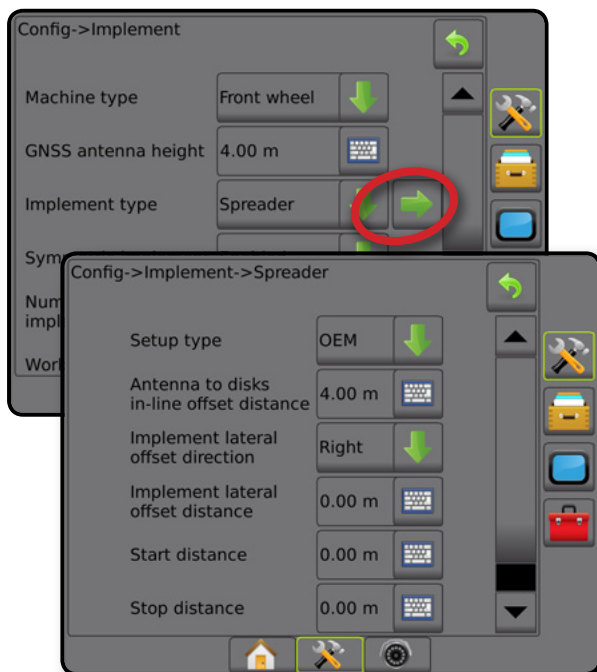 Config->Implement
Machine type
Front wheel
GNSS antenna height
4.00 m
Implement type
Spreader
Config->Implement->Spreader
Setup type
OEM
Antenna to disks
in-line offset distance
4.00 m
Implement lateral
offset direction
Right
Implement lateral
offset distance
0.00 m
Start distance
0.00 m
Stop distance
0.00 m